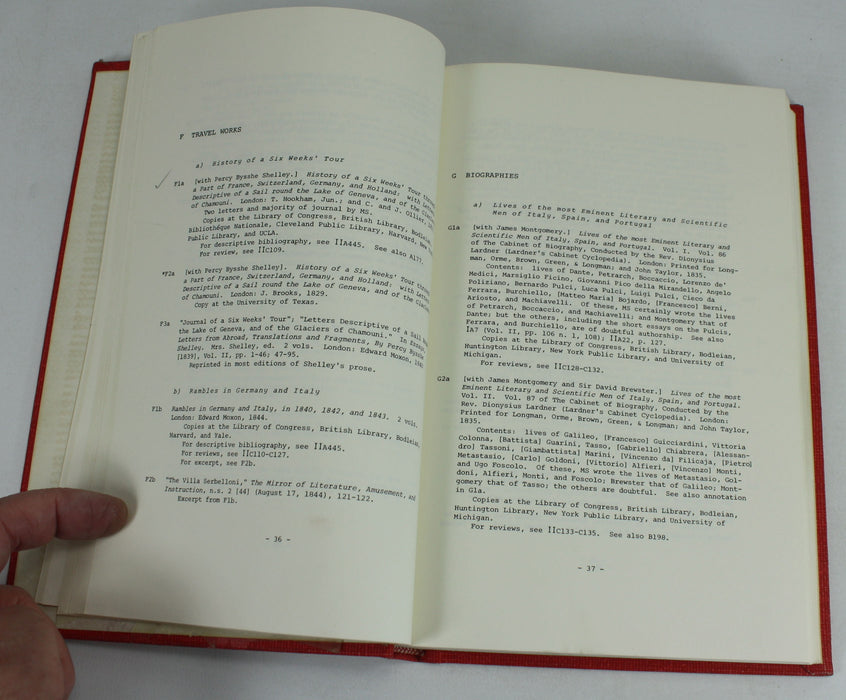 F TRAVEL WORKS
a) History of a Six Weeks' Tour
F1a [with Percy Bysshe Shelley.] History of a Six Weeks' Tour through
a Part of France, Switzerland, Germany, and Holland; with Letters
Descriptive of a Sail round the Lake of Geneva, and of the Glaciers
of Chamouni. London: T. Hookham, Jun.; and C. and J. Ollier,
Two letters and majority of journal by MS.
Copies at the Library of Congress, British Library, Bodleian,
Bibliothéque Nationale, Cleveland Public Library, Harvard, New
Public Library, and UCLA.
For descriptive bibliography, see IIA445. See also A177.
For review, see IIC109.
*F2a [with Percy Bysshe Shelley]. History of a Six Weeks' Tour through
a Part of France, Switzerland, Germany, and Holland; with Letters
Descriptive of a Sail round the Lake of Geneva, and of the Glaciers
of Chamouni. London: J. Brooks, 1829.
Copy at the University of Texas.
F3a "Journal of a Six Weeks' Tour"; "Letters Descriptive of a Sail Round
the Lake of Geneva, and of the Glaciers of Chamouni." In Essays,
Letters from Abroad, Translations and Fragments, By Percy Bysshe
Shelley. Mrs. Shelley, ed. 2 vols. London: Edward Moxon, 1840
[1839], Vol. II, pp. 1-46; 47-95.
Reprinted in most editions of Shelley's prose.
b) Rambles in Germany and Italy
F1b Rambles in Germany and Italy, in 1840, 1842, and 1843. 2 vols.
London: Edward Moxon, 1844.
Copies at the Library of Congress, British Library, Bodleian,
Harvard, and Yale.
For descriptive bibliography, see IIA445.
For reviews, see IIC110-C127.
For excerpt, see F2b.
F2b "The Villa Serbelloni," The Mirror of Literature, Amusement, and
Instruction, n.s. 2 [44] (August 17, 1844), 121-122.
Excerpt from F1b.
- 36 -
G BIOGRAPHIES
a) Lives of the most Eminent Literary and Scientific
Men of Italy, Spain, and Portugal
G1a [with James Montgomery.] Lives of the most Eminent Literary and
Scientific Men of Italy, Spain, and Portugal. Vol. I. Vol. 86
of The Cabinet of Biography, Conducted by the Rev. Dionysius
Lardner (Lardner's Cabinet Cyclopedia). London: Printed for Long-
man, Orme, Brown, Green, & Longman; and John Taylor, 1835.
Contents: lives of Dante, Petrarch, Boccaccio, Lorenzo de'
Medici, Marsiglio Ficino, Giovanni Pico della Mirandello, Angelo
Poliziano, Bernardo Pulci, Luca Pulci, Luigi Pulci, Cieco da
Ferrara, Burchiello, [Matteo Maria] Bojardo, [Francesco] Berni,
Ariosto, and Machiavelli. Of these, MS certainly wrote the lives
of Petrarch, Boccaccio, and Machiavelli; and Montgomery that of
Dante; but the others, including the short essays on the Pulcis,
Ferrara, and Burchiello, are of doubtful authorship. See also
IA7 (Vol. II, pp. 106 n. 1, 108); IIA22, p. 127.
Copies at the Library of Congress, British Library, Bodleian,
Huntington Library, New York Public Library, and University of
Michigan.
For reviews, see IIC128-C132.
G2a [with James Montgomery and Sir David Brewster.] Lives of the most
Eminent Literary and Scientific Men of Italy, Spain, and Portugal.
Vol. II. Vol. 87 of The Cabinet of Biography, Conducted by the
Rev. Dionysius Lardner (Lardner's Cabinet Cyclopedia). London:
Printed for Longman, Orme, Brown, Green, & Longman; and John Taylor,
1835.
Contents: lives of Galileo, [Francesco] Guicciardini, Vittoria
Colonna, [Battista] Guarini, Tasso, [Gabriello] Chiabrera, [Alessan-
dro] Tassoni, [Giambattista] Marini, [Vincenzo da] Filicaja, [Pietro]
Metastasio, [Carlo] Goldoni, [Vittorio] Alfieri, [Vincenzo] Monti,
and Ugo Foscolo. Of these, MS wrote the lives of Metastasio, Gol-
doni, Alfieri, Monti, and Foscolo; Brewster that of Galileo; Mont-
gomery that of Tasso; the others are doubtful. See also annotation
in G1a.
Copies at the Library of Congress, British Library, Bodleian,
Huntington Library, New York Public Library, and University of
Michigan.
For reviews, see IIC133-C135. See also B198.
- 37 -